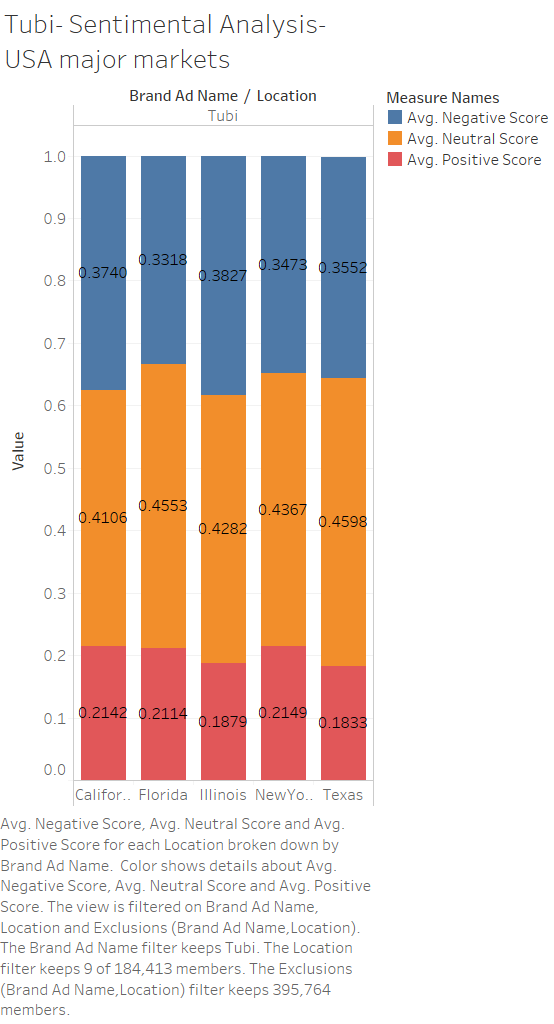 Tubi- Sentimental Analysis-
USA major markets
Brand Ad Name / Location
Tubi
Measure Names
Avg. Negative Score
Avg. Neutral Score
Avg. Positive Score
1.0
0.9
0.8
0.7
0.6
0.5
0.4
0.3
0.2
0.1
0.0
Value
0.3740
0.3318
0.3827
0.3473
0.3552
0.4106
0.4553
0.4282
0.4367
0.4598
0.2142
0.2114
0.1879
0.2149
0.1833
Califor..
Florida
Illinois
NewYo..
Texas
Avg. Negative Score, Avg. Neutral Score and Avg.
Positive Score for each Location broken down by
Brand Ad Name.  Color shows details about Avg.
Negative Score, Avg. Neutral Score and Avg. Positive
Score. The view is filtered on Brand Ad Name,
Location and Exclusions (Brand Ad Name,Location).
The Brand Ad Name filter keeps Tubi. The Location
filter keeps 9 of 184,413 members. The Exclusions
(Brand Ad Name,Location) filter keeps 395,764
members.